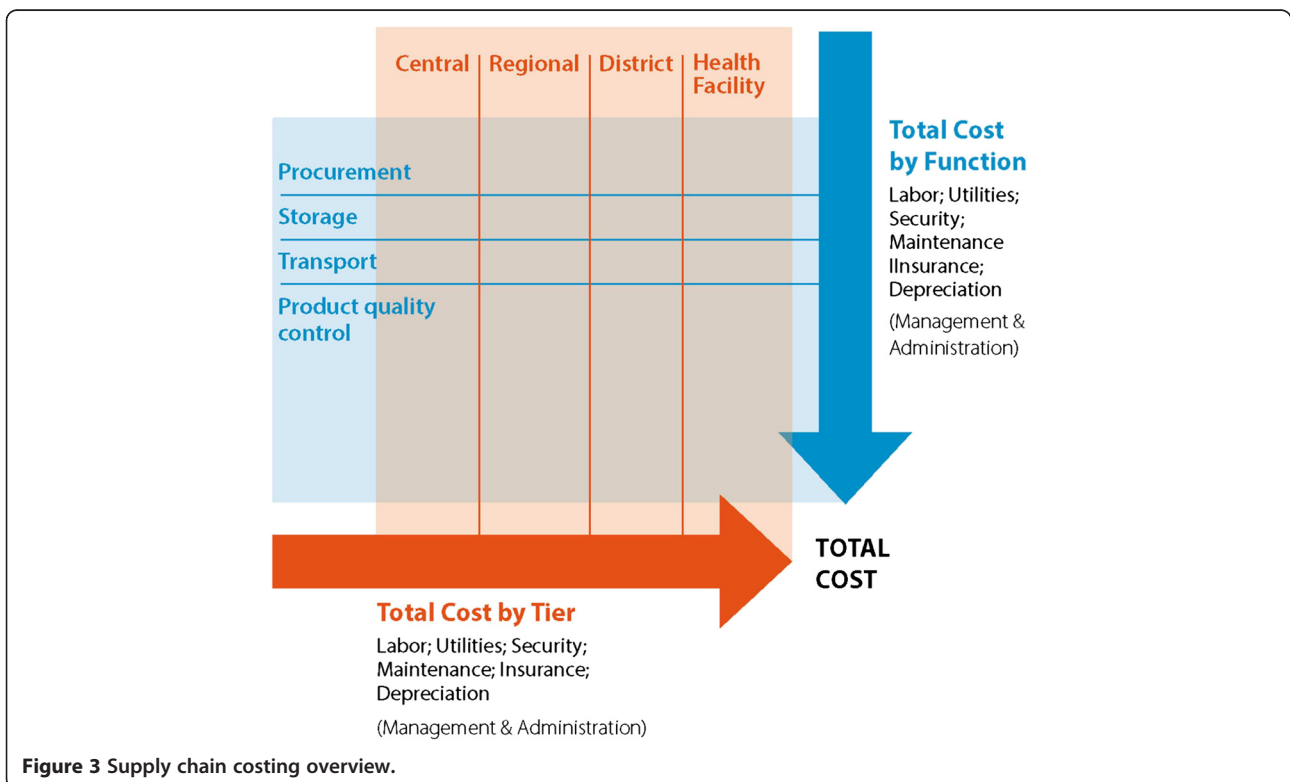 Central
Regional
District
Health
Facility
Procurement
Storage
Transport
Product quality
control
Total Cost
by Function
Labor; Utilities;
Security;
Maintenance
IInsurance;
Depreciation
(Management &
Administration)
TOTAL
COST
Total Cost by Tier
Labor; Utilities; Security;
Maintenance; Insurance;
Depreciation
(Management & Administration)
Figure 3 Supply chain costing overview.